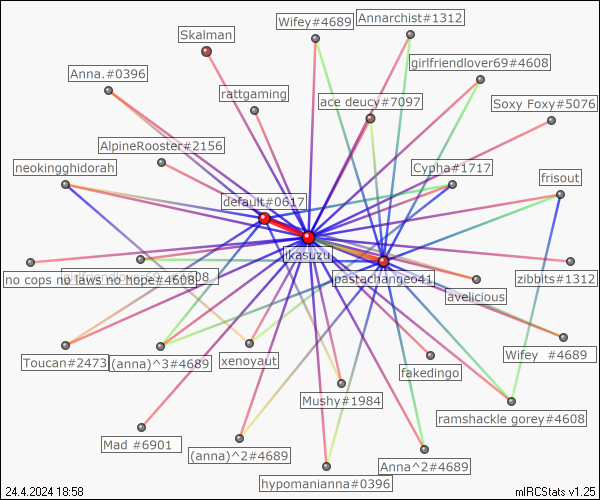 Skalman
Wifey#4689
Annarchist#1312
girlfriendlover69#4608
Anna.#0396
rattgaming
ace deucy#7097
Soxy Foxy#5076
AlpineRooster#2156
neokingghidorah
Cypha#1717
frisout
default#0617
ikasuzu
no cops no laws no hope#4608
pastachangeo41
zibbits#1312
avelicious
Toucan#2473
(anna)^3#4689
xenoyaut
fakedingo
Wifey #4689
Mushy#1984
ramshackle gorey#4608
Mad #6901
(anna)^2#4689
Anna^2#4689
hypomanianna#0396
24.4.2024 18:58
mIRCStats v1.25